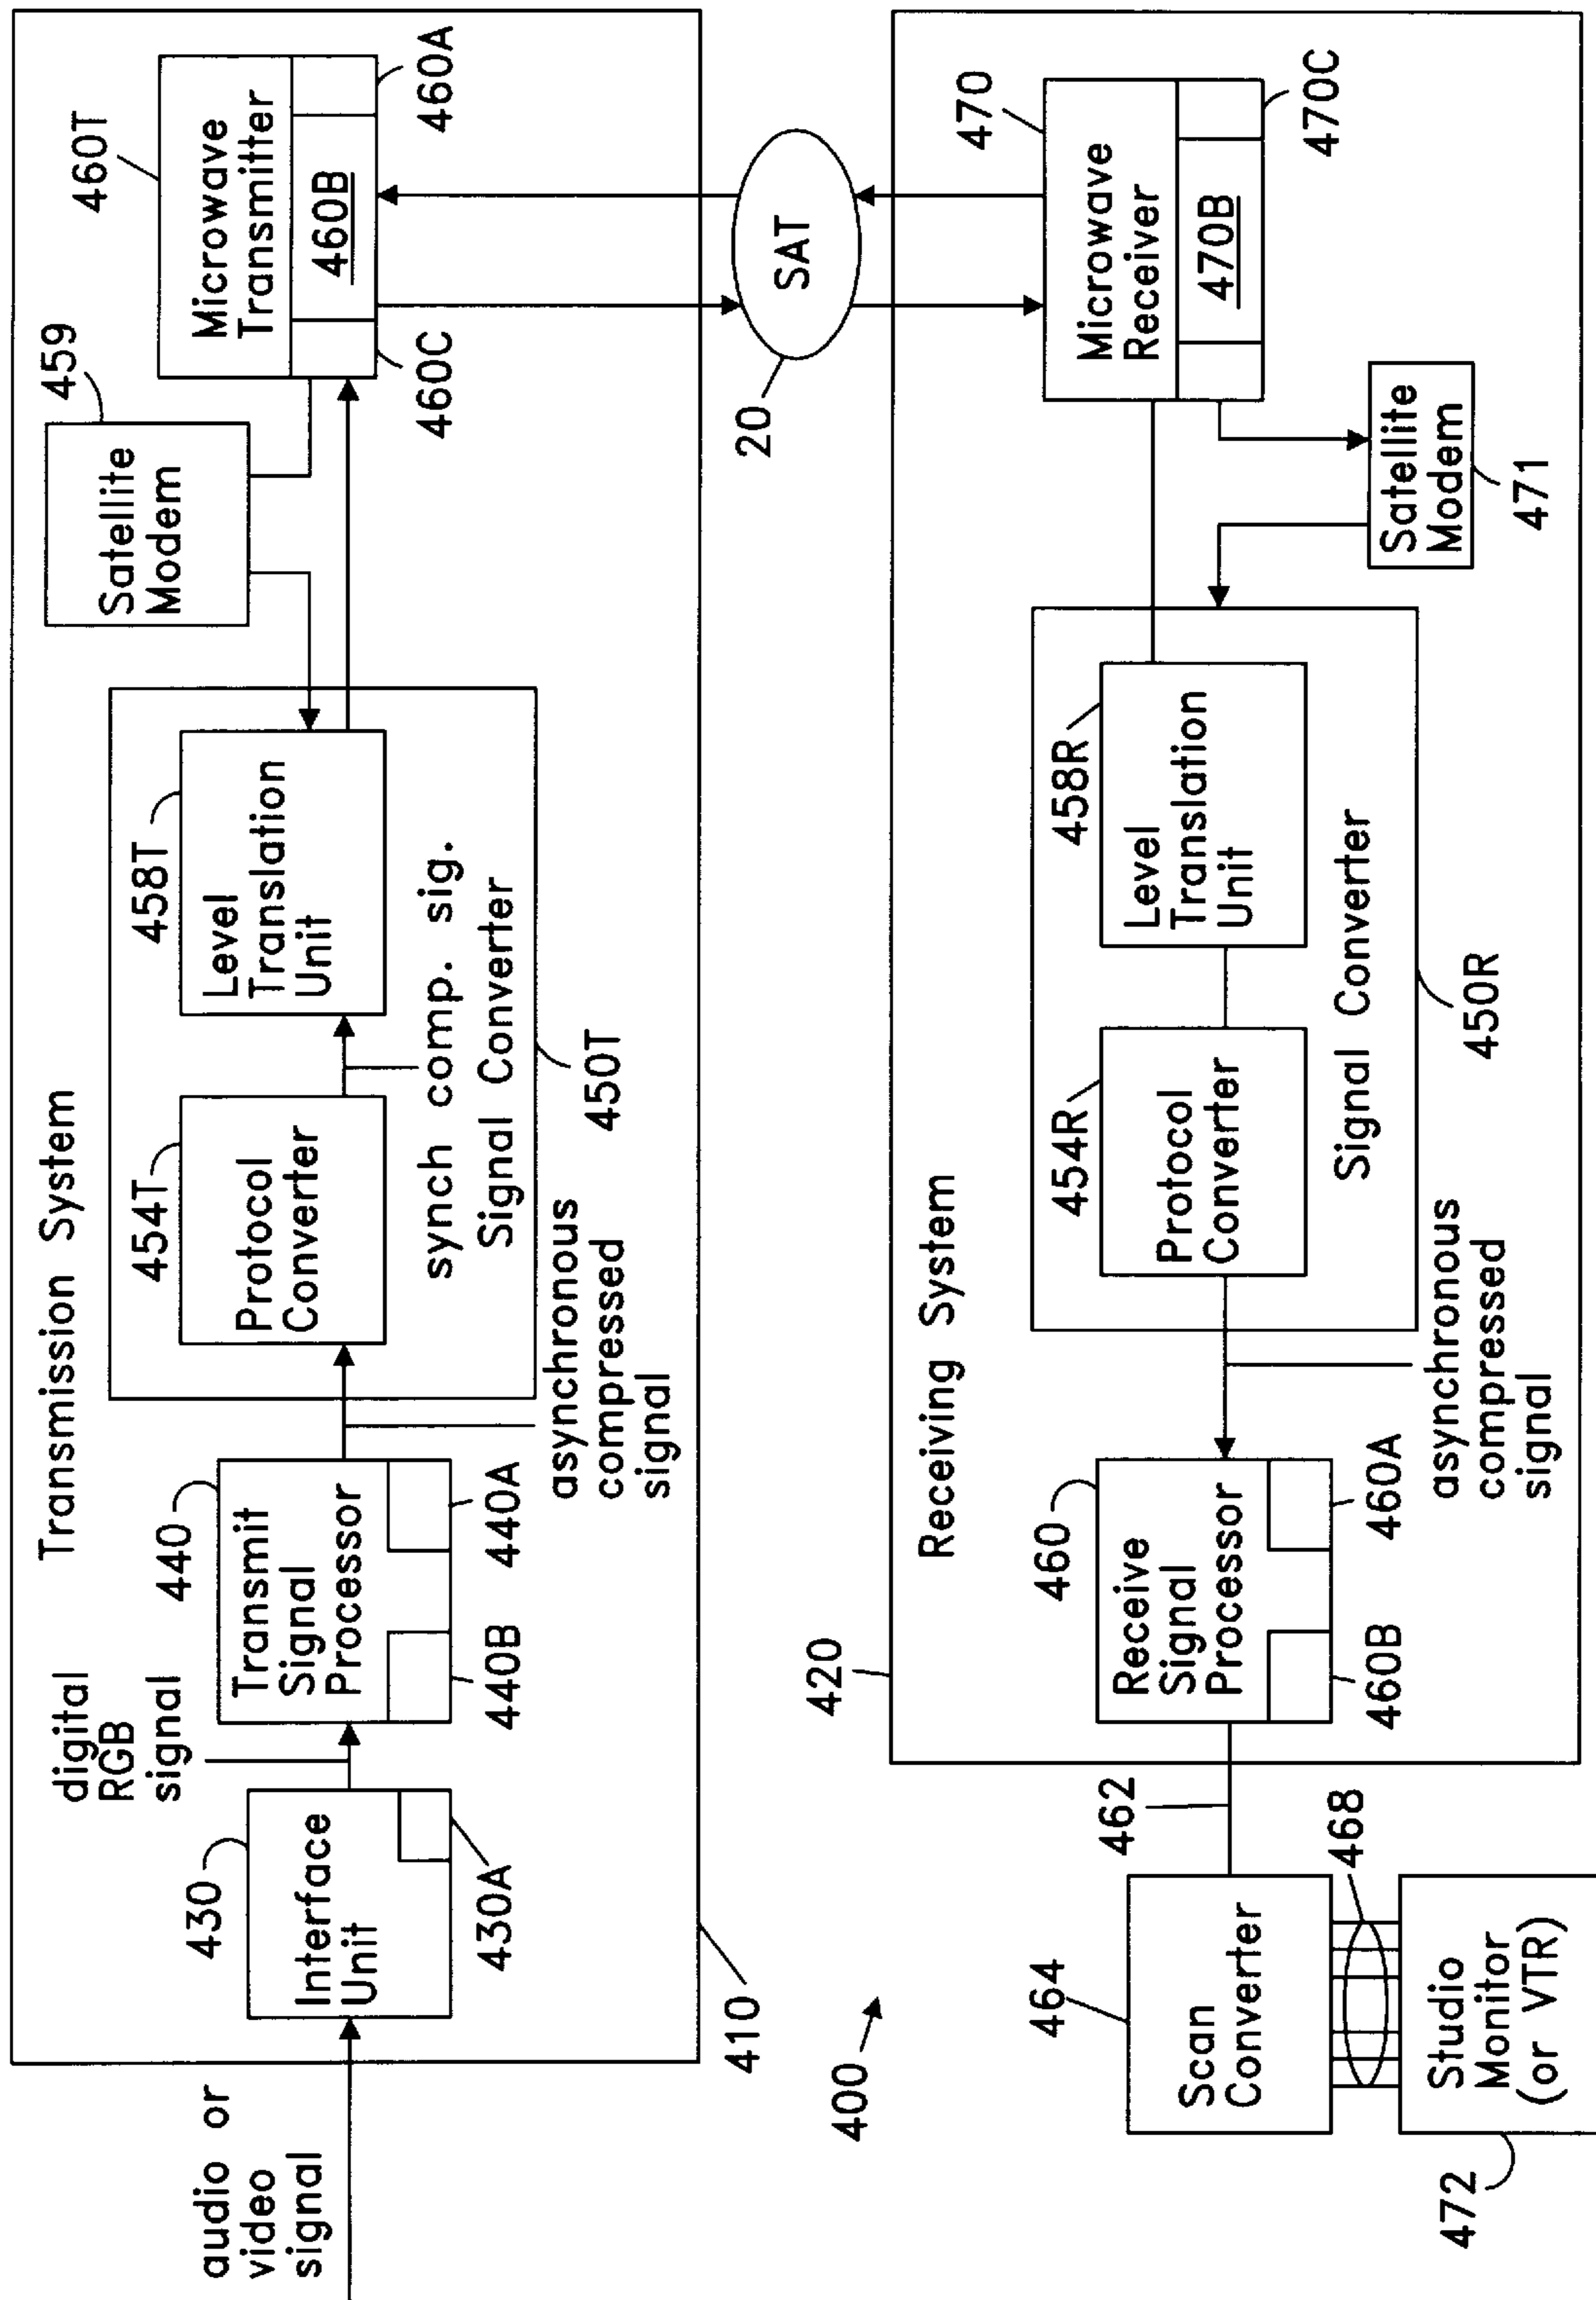 Transmission System
audio or
video
signal
430
Interface
Unit
430A
digital
RGB
signal
440
Transmit
Signal
Processor
440B
440A
asynchronous
compressed
signal
454T
Protocol
Converter
458T
Level
Translation
Unit
synch comp. sig.
Signal Converter
450T
459
Satellite
Modem
460T
Microwave
Transmitter
460C
460B
460A
410
20
SAT
400
420
Receiving System
470
Microwave
Receiver
470B
470C
Satellite
Modem
471
458R
Level
Translation
Unit
454R
Protocol
Converter
Signal Converter
450R
asynchronous
compressed
signal
460
Receive
Signal
Processor
460B
460A
462
464
Scan
Converter
468
Studio
Monitor
(or VTR)
472